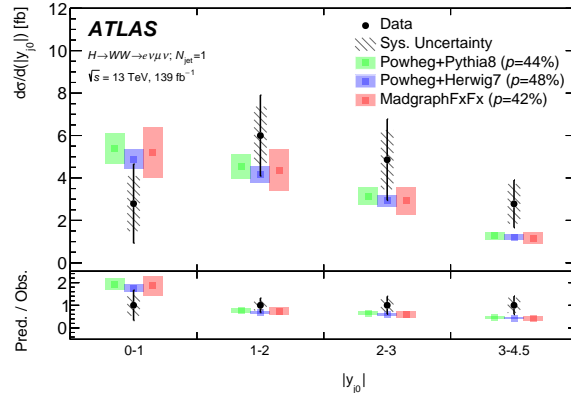 ATLAS
H→WW→eνμν; N_jet=1
√s = 13 TeV, 139 fb⁻¹
Data
Sys. Uncertainty
Powheg+Pythia8 (p=44%)
Powheg+Herwig7 (p=48%)
MadgraphFxFx (p=42%)
dσ/d(|y_j0|) [fb]
12
10
8
6
4
2
0
Pred. / Obs.
2
1
0
0-1
1-2
2-3
3-4.5
|y_j0|